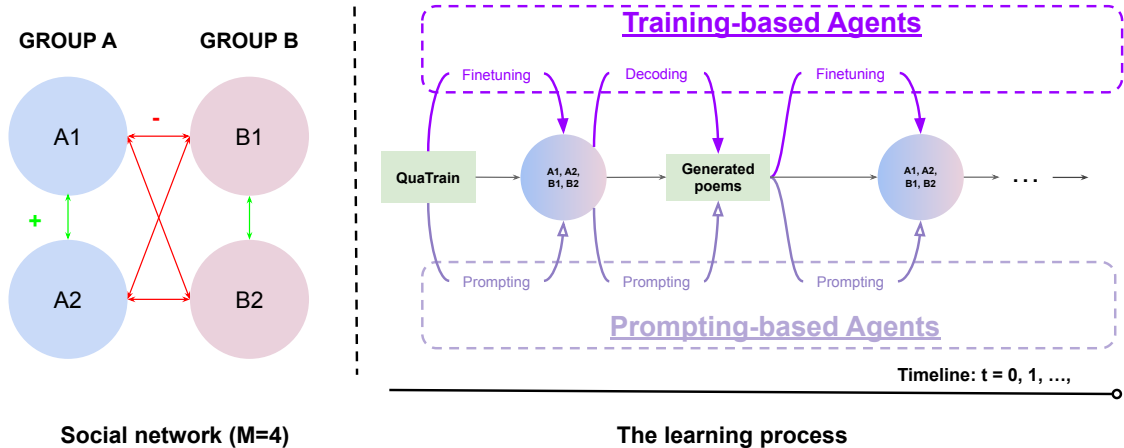 GROUP A
GROUP B
A1
-
B1
+
A2
B2
Social network (M=4)
Training-based Agents
Finetuning
Decoding
Finetuning
QuaTrain
A1, A2,
B1, B2
Generated
poems
A1, A2,
B1, B2
...
Prompting
Prompting
Prompting
Prompting-based Agents
Timeline: t = 0, 1, ...,
The learning process